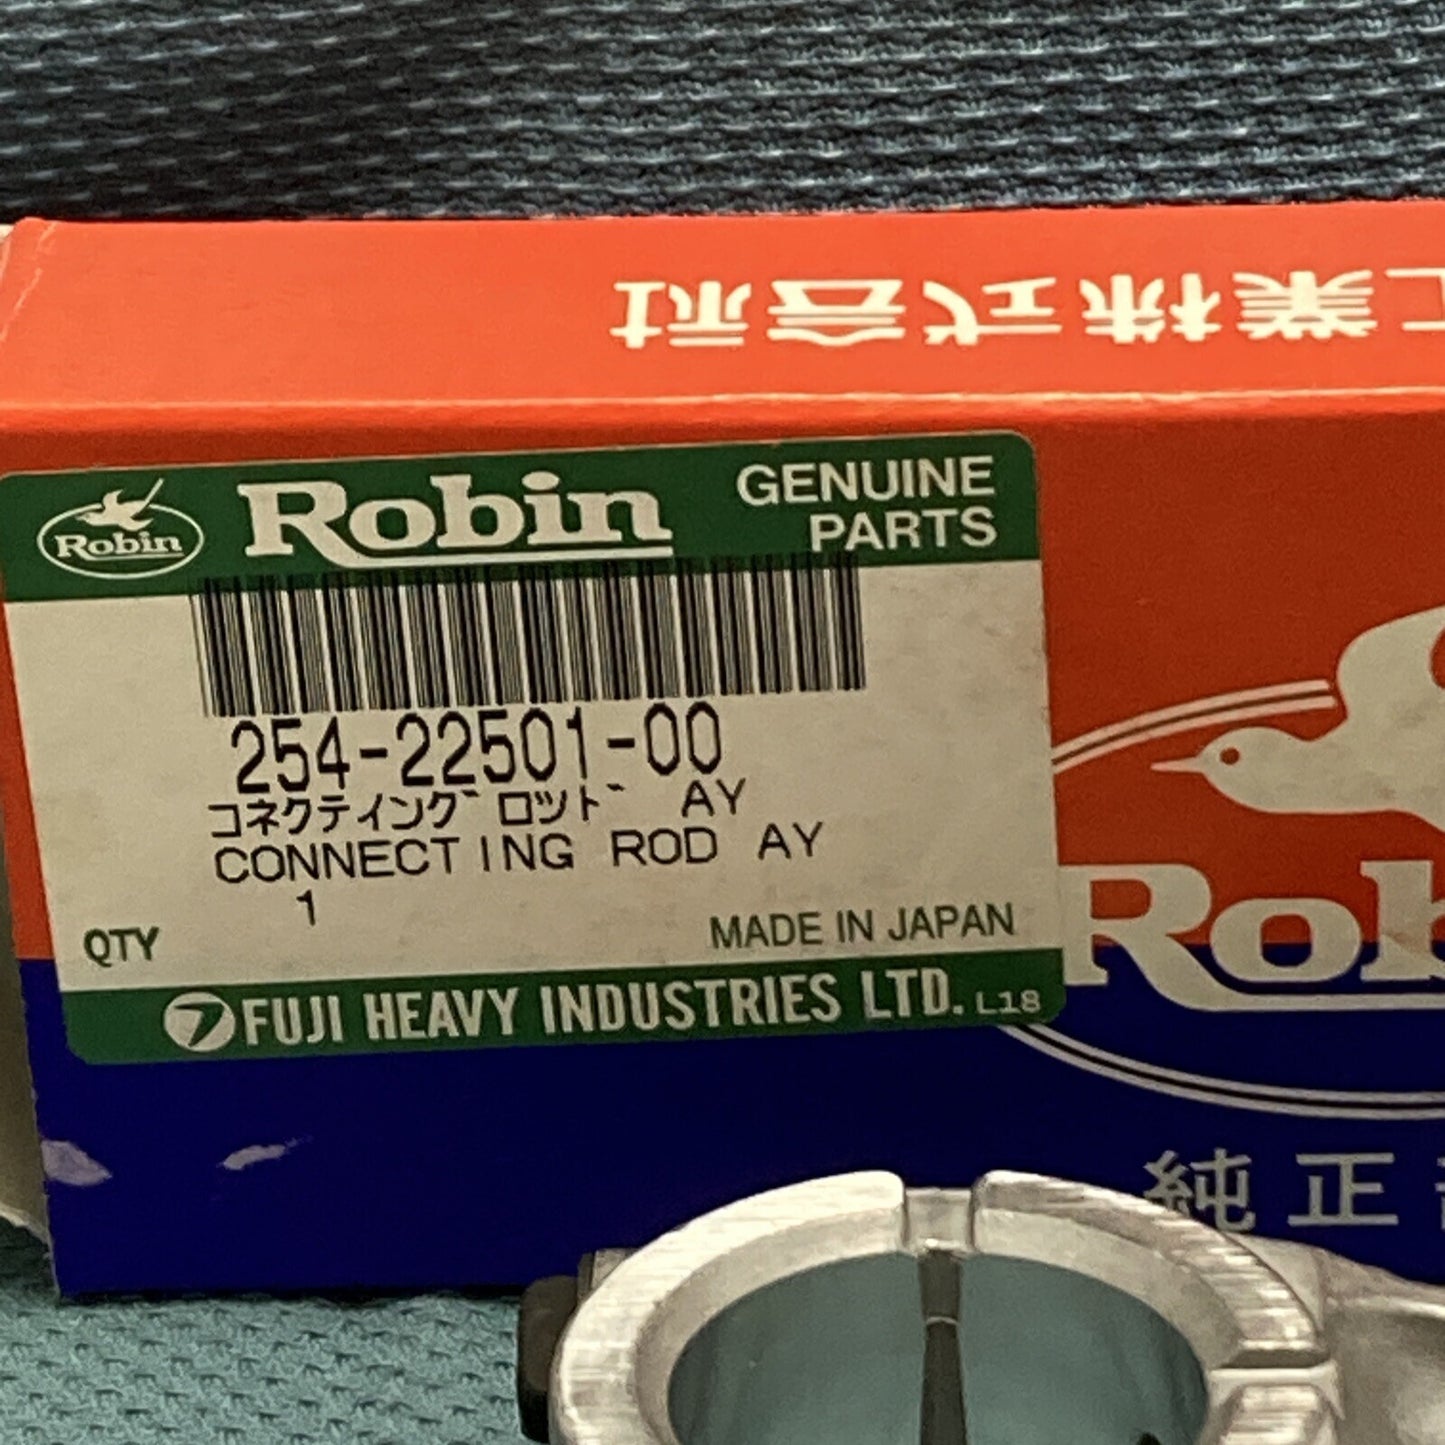 工業株式会社
Robin
Robin
GENUINE
PARTS
254-22501-00
コネクティング゛ロット゛ AY
CONNECTING ROD AY
1
QTY
MADE IN JAPAN
FUJI HEAVY INDUSTRIES LTD. L18
Rob
純正